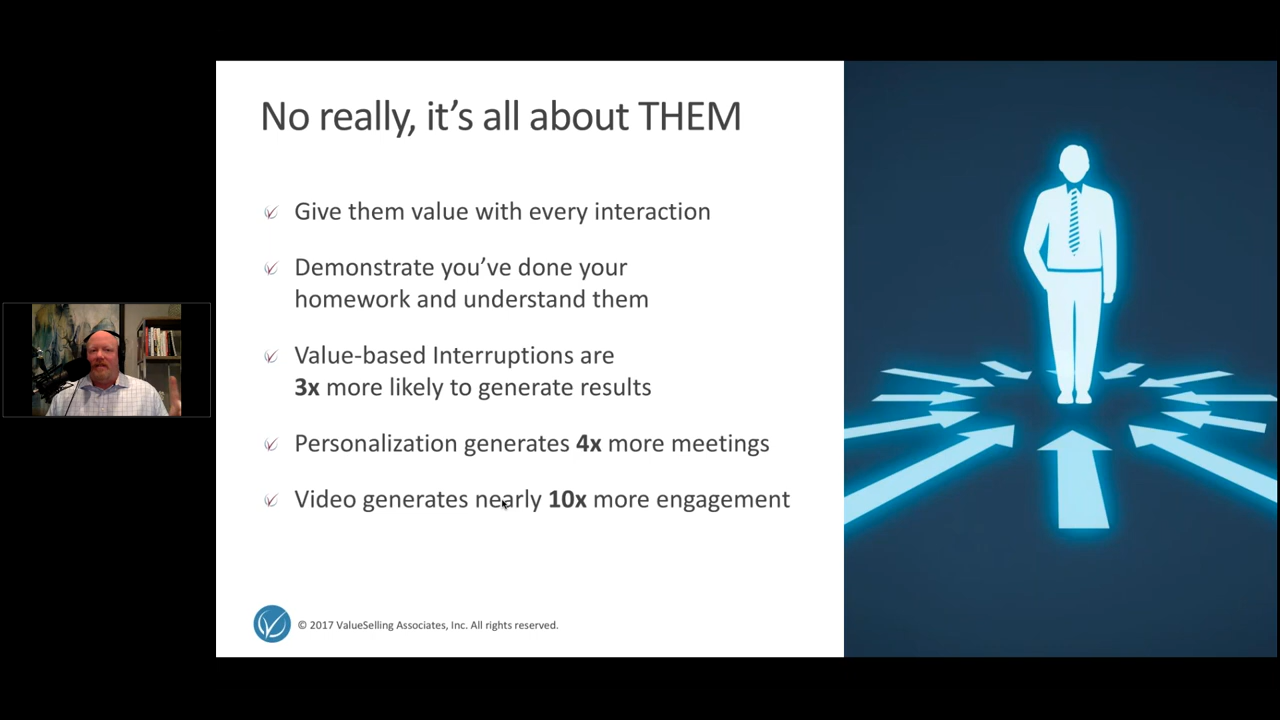 No really, it’s all about THEM
Give them value with every interaction
Demonstrate you’ve done your
homework and understand them
Value-based Interruptions are
3x more likely to generate results
Personalization generates 4x more meetings
Video generates nearly 10x more engagement
© 2017 ValueSelling Associates, Inc. All rights reserved.